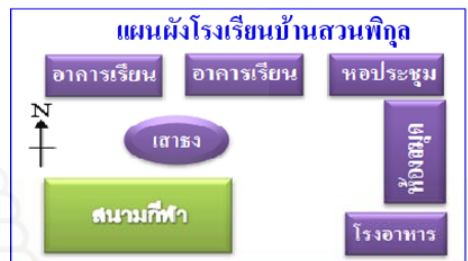 แผนผังโรงเรียนบ้านสวนพิกุล
อาคารเรียน อาคารเรียน หอประชุม
N
เสาธง
ห้องสมุด
สนามกีฬา
โรงอาหาร